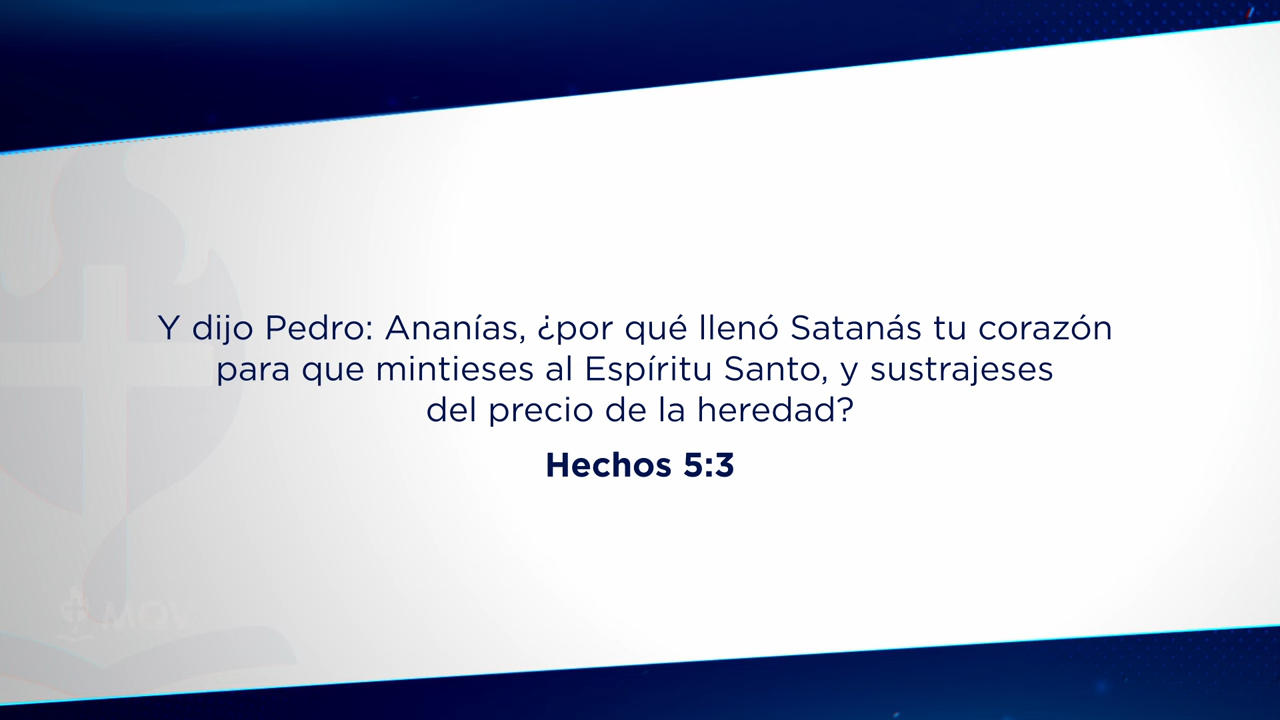 Y dijo Pedro: Ananías, ¿por qué llenó Satanás tu corazón
para que mintieses al Espíritu Santo, y sustrajeses
del precio de la heredad?
Hechos 5:3